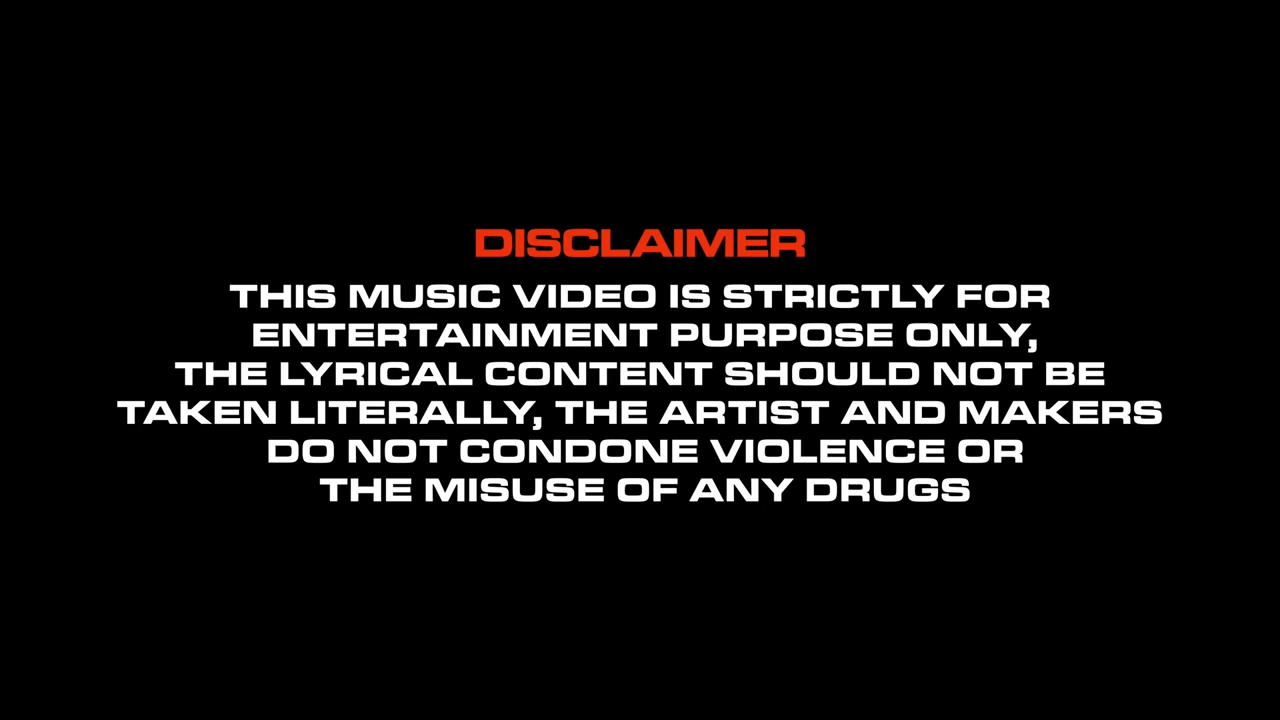 DISCLAIMER
THIS MUSIC VIDEO IS STRICTLY FOR
ENTERTAINMENT PURPOSE ONLY,
THE LYRICAL CONTENT SHOULD NOT BE
TAKEN LITERALLY, THE ARTIST AND MAKERS
DO NOT CONDONE VIOLENCE OR
THE MISUSE OF ANY DRUGS